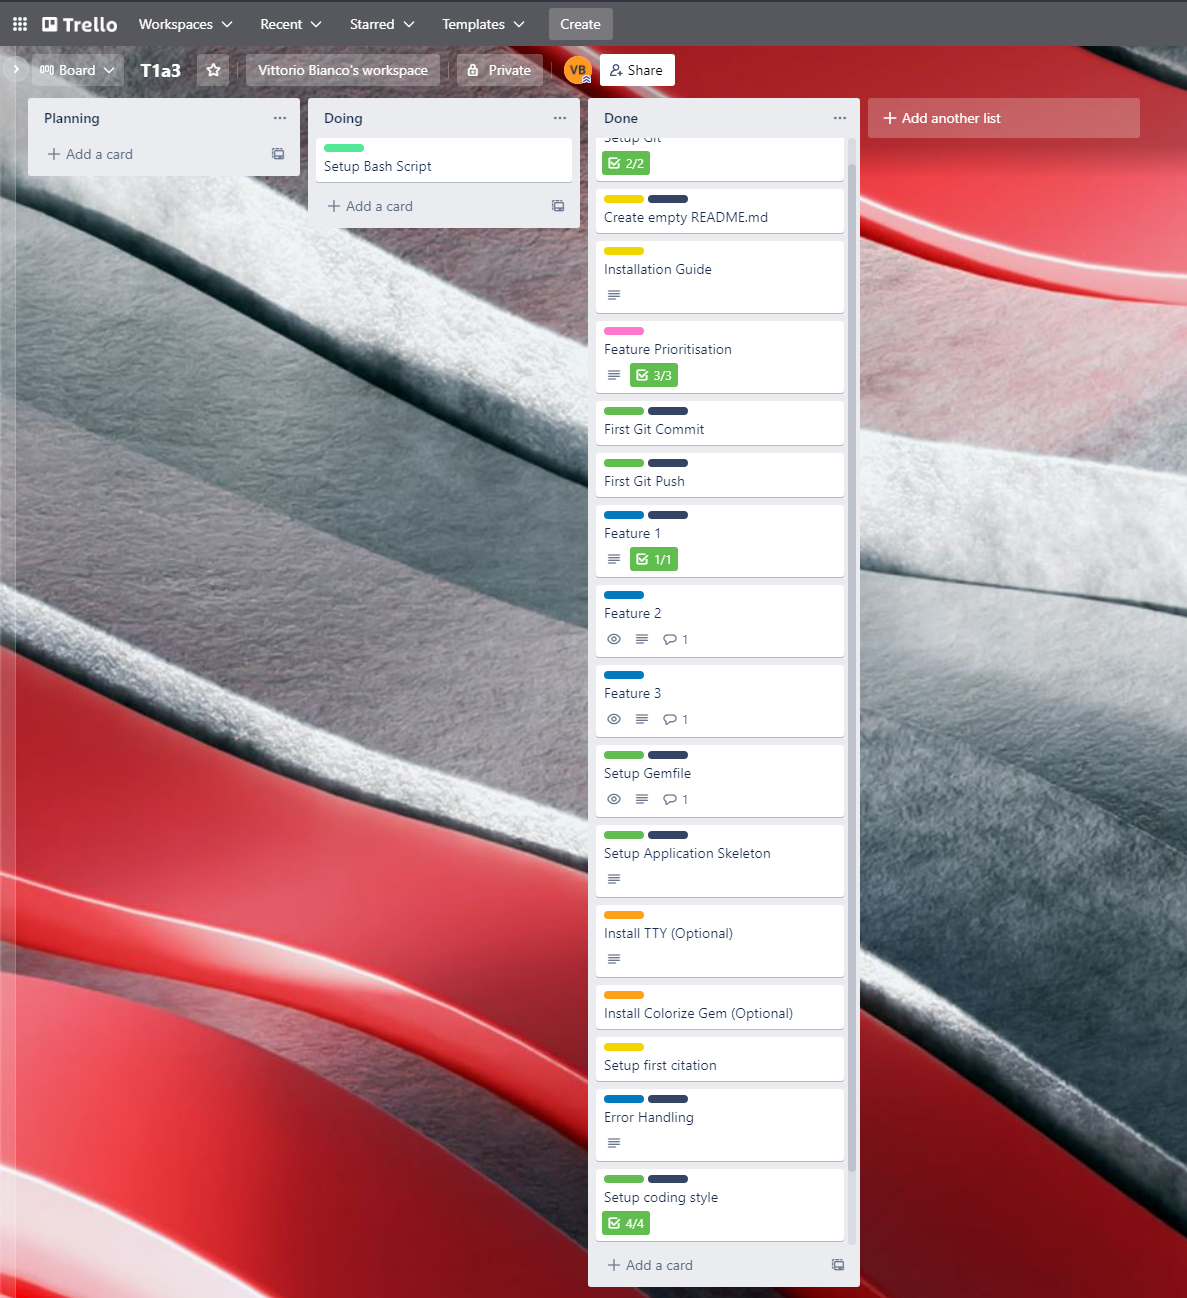 Trello
Workspaces
Recent
Starred
Templates
Create
Board
T1a3
Vittorio Bianco's workspace
Private
VB
Share
Planning
Add a card
Doing
Setup Bash Script
Add a card
Done
Setup Git
2/2
Create empty README.md
Installation Guide
Feature Prioritisation
3/3
First Git Commit
First Git Push
Feature 1
1/1
Feature 2
1
Feature 3
1
Setup Gemfile
1
Setup Application Skeleton
Install TTY (Optional)
Install Colorize Gem (Optional)
Setup first citation
Error Handling
Setup coding style
4/4
Add a card
Add another list